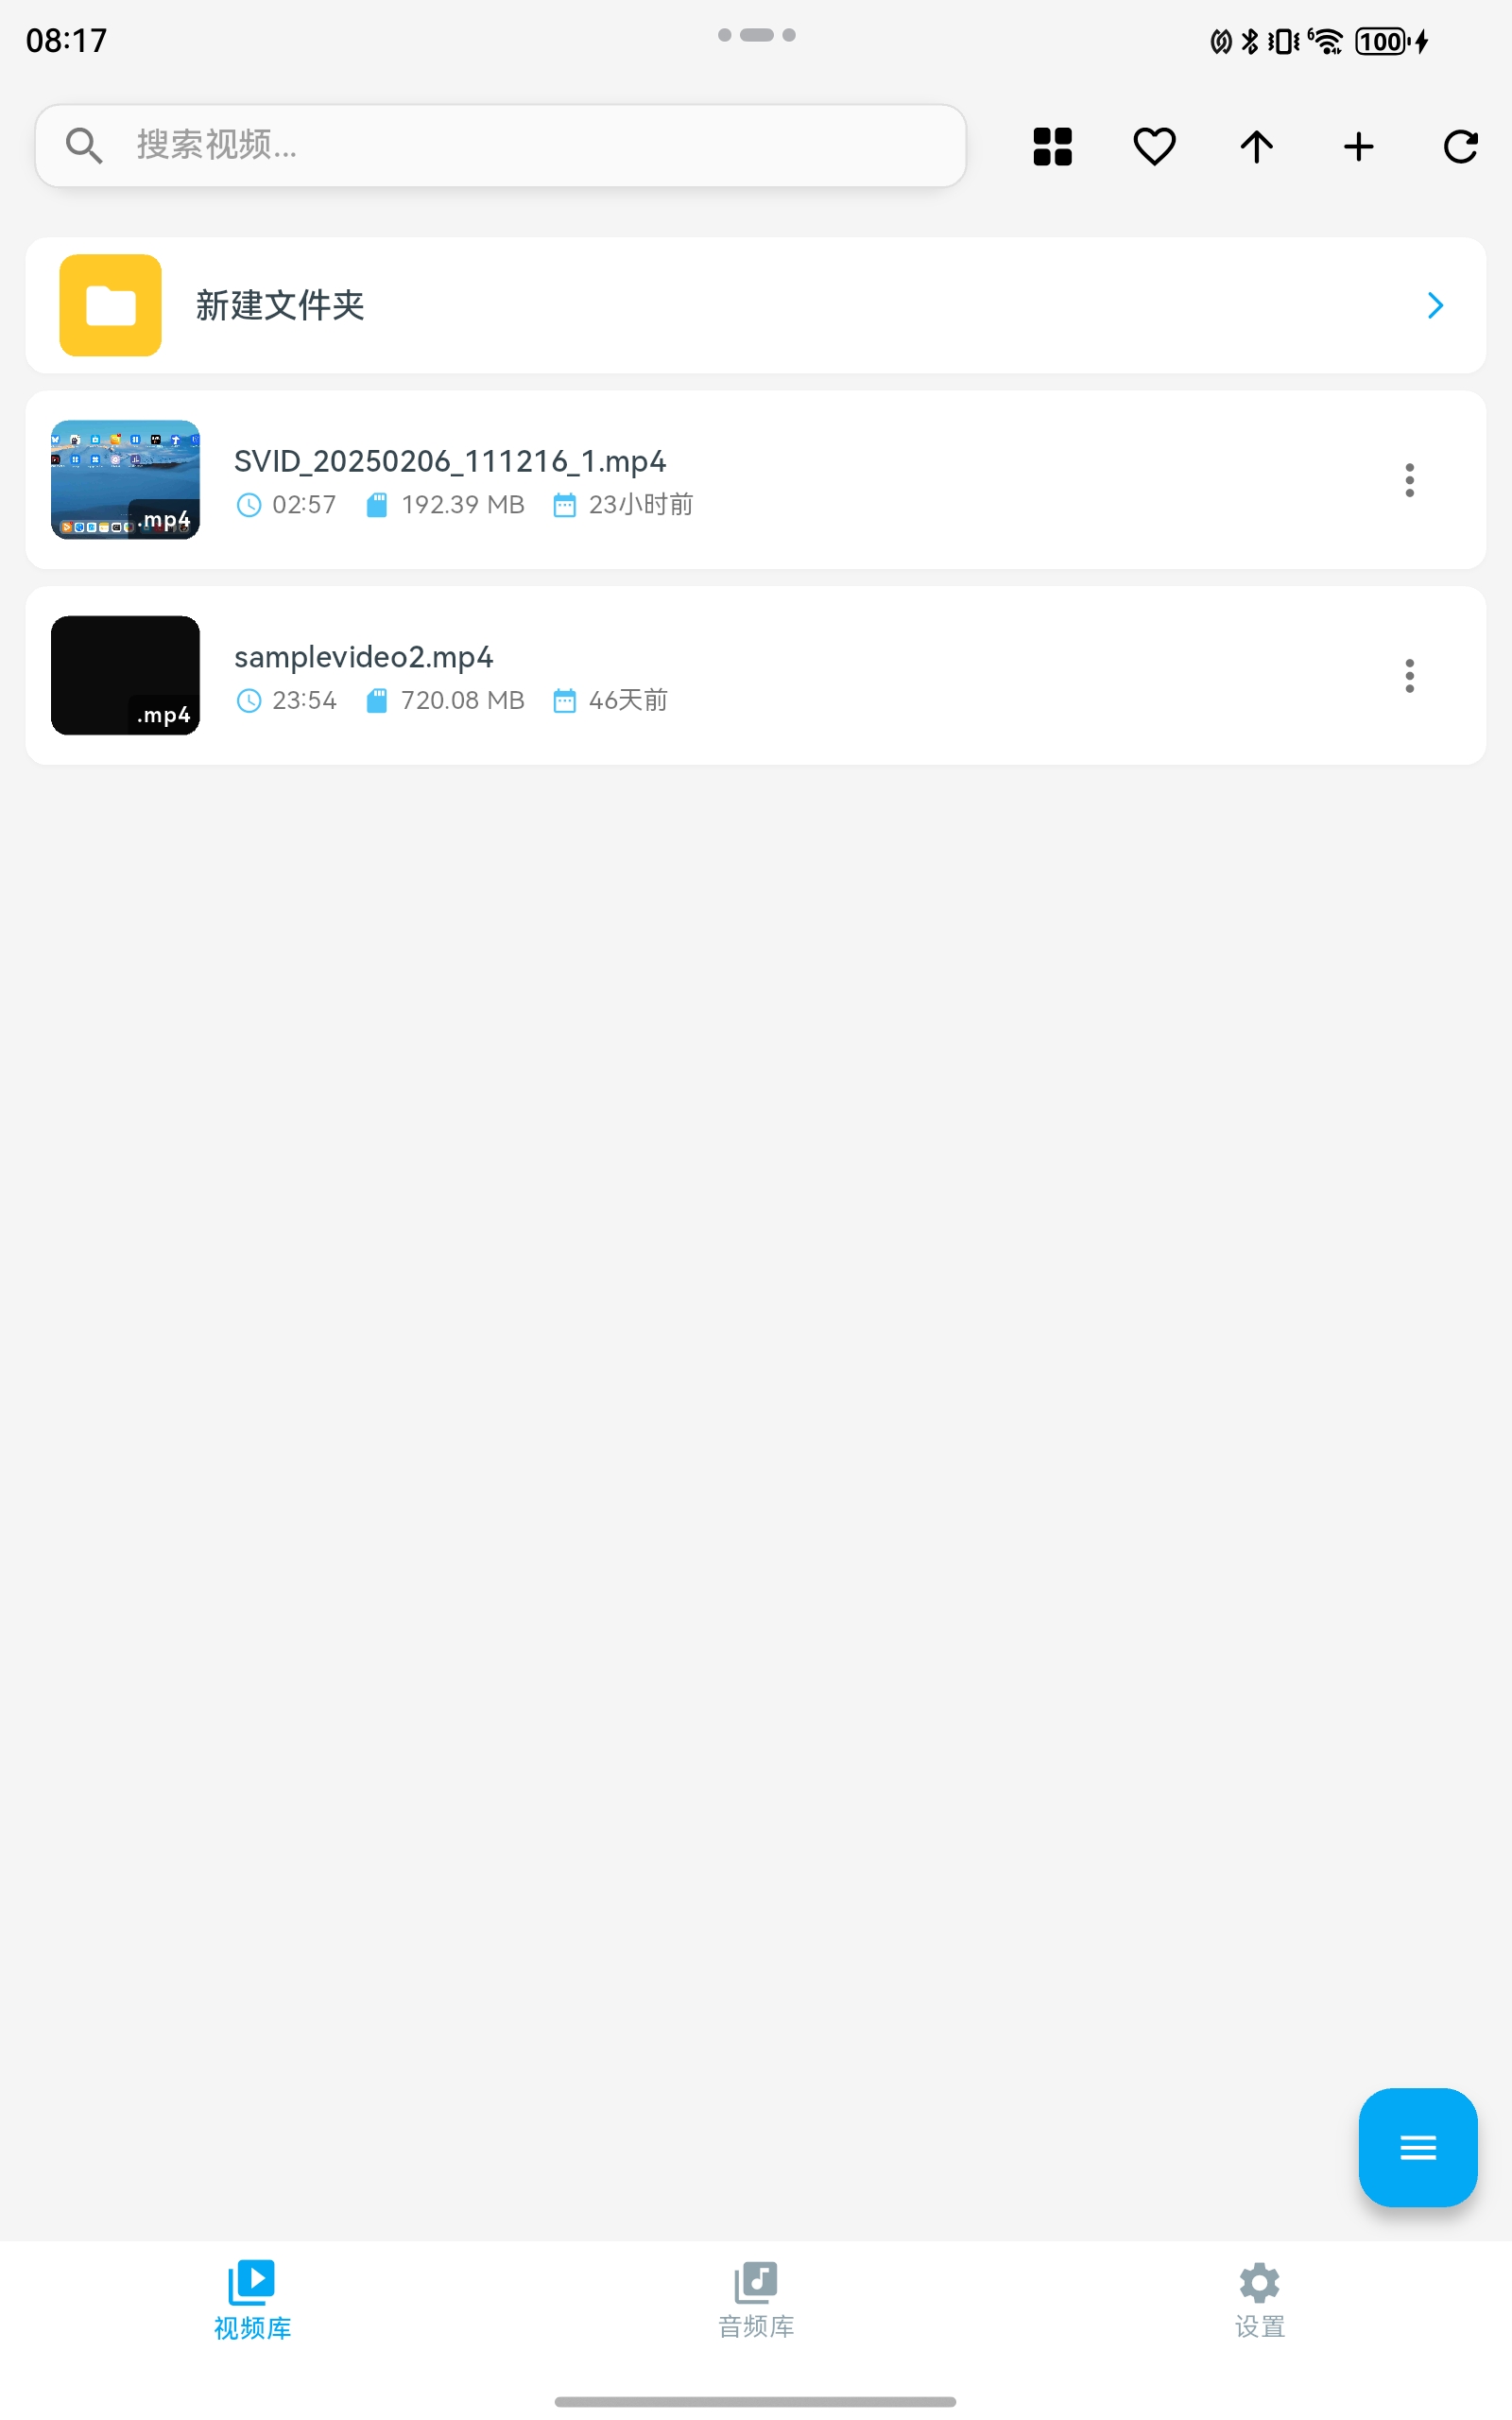 08:17
6 100
搜索视频...
新建文件夹
SVID_20250206_111216_1.mp4
.mp4
02:57 192.39 MB 23小时前
samplevideo2.mp4
.mp4
23:54 720.08 MB 46天前
视频库 音频库 设置